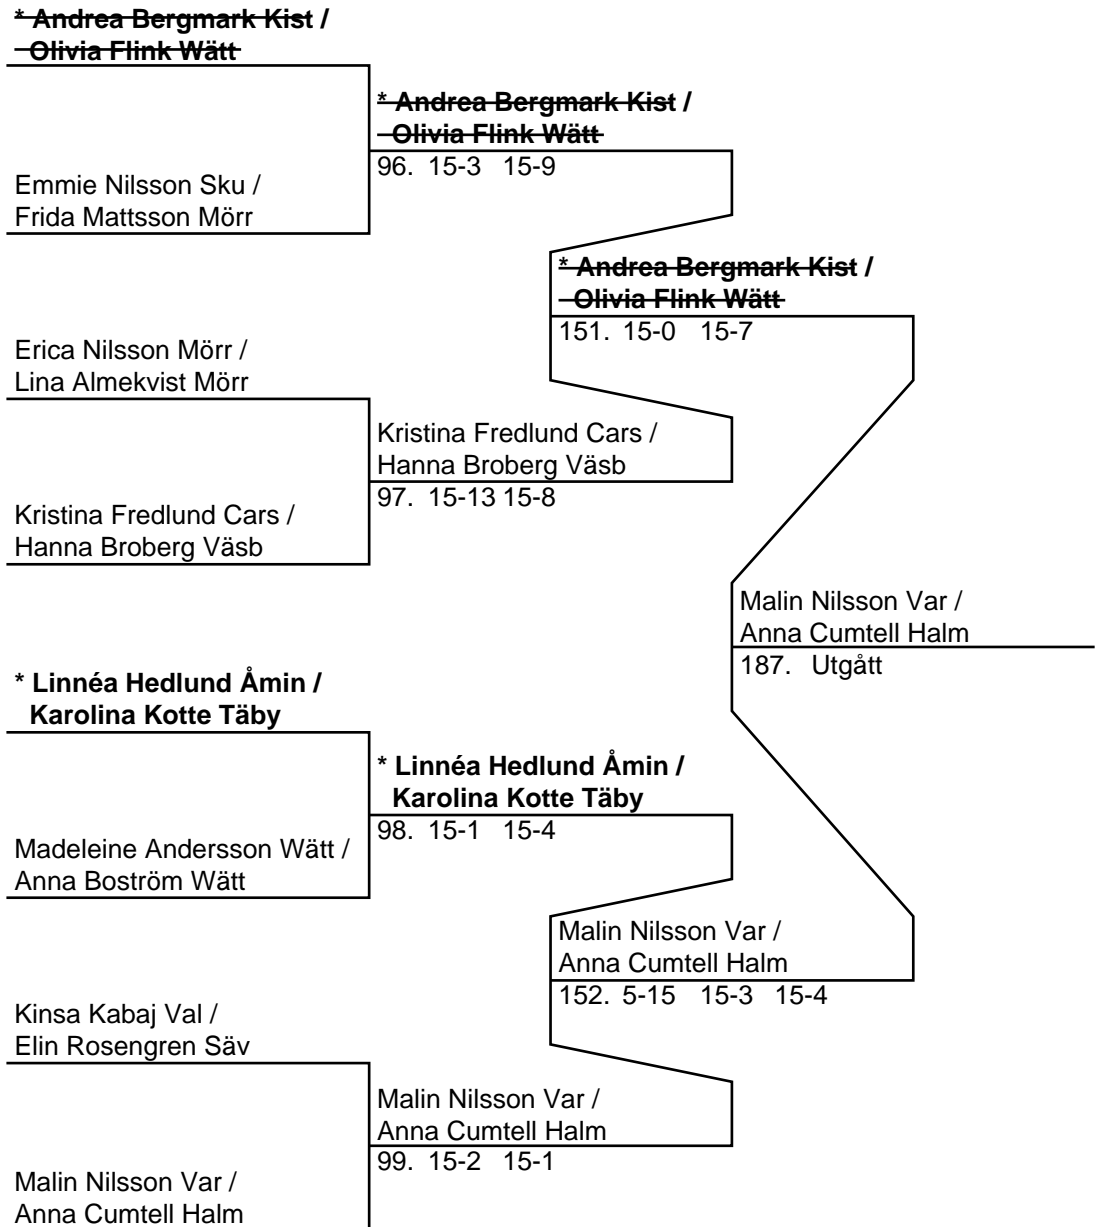 * Andrea Bergmark Kist /
Olivia Flink Wätt
* Andrea Bergmark Kist /
Olivia Flink Wätt
96. 15-3 15-9
Emmie Nilsson Sku /
Frida Mattsson Mörr
* Andrea Bergmark Kist /
Olivia Flink Wätt
151. 15-0 15-7
Erica Nilsson Mörr /
Lina Almekvist Mörr
Kristina Fredlund Cars /
Hanna Broberg Väsb
97. 15-13 15-8
Kristina Fredlund Cars /
Hanna Broberg Väsb
Malin Nilsson Var /
Anna Cumtell Halm
187. Utgått
* Linnéa Hedlund Åmin /
Karolina Kotte Täby
* Linnéa Hedlund Åmin /
Karolina Kotte Täby
98. 15-1 15-4
Madeleine Andersson Wätt /
Anna Boström Wätt
Malin Nilsson Var /
Anna Cumtell Halm
152. 5-15 15-3 15-4
Kinsa Kabaj Val /
Elin Rosengren Säv
Malin Nilsson Var /
Anna Cumtell Halm
99. 15-2 15-1
Malin Nilsson Var /
Anna Cumtell Halm